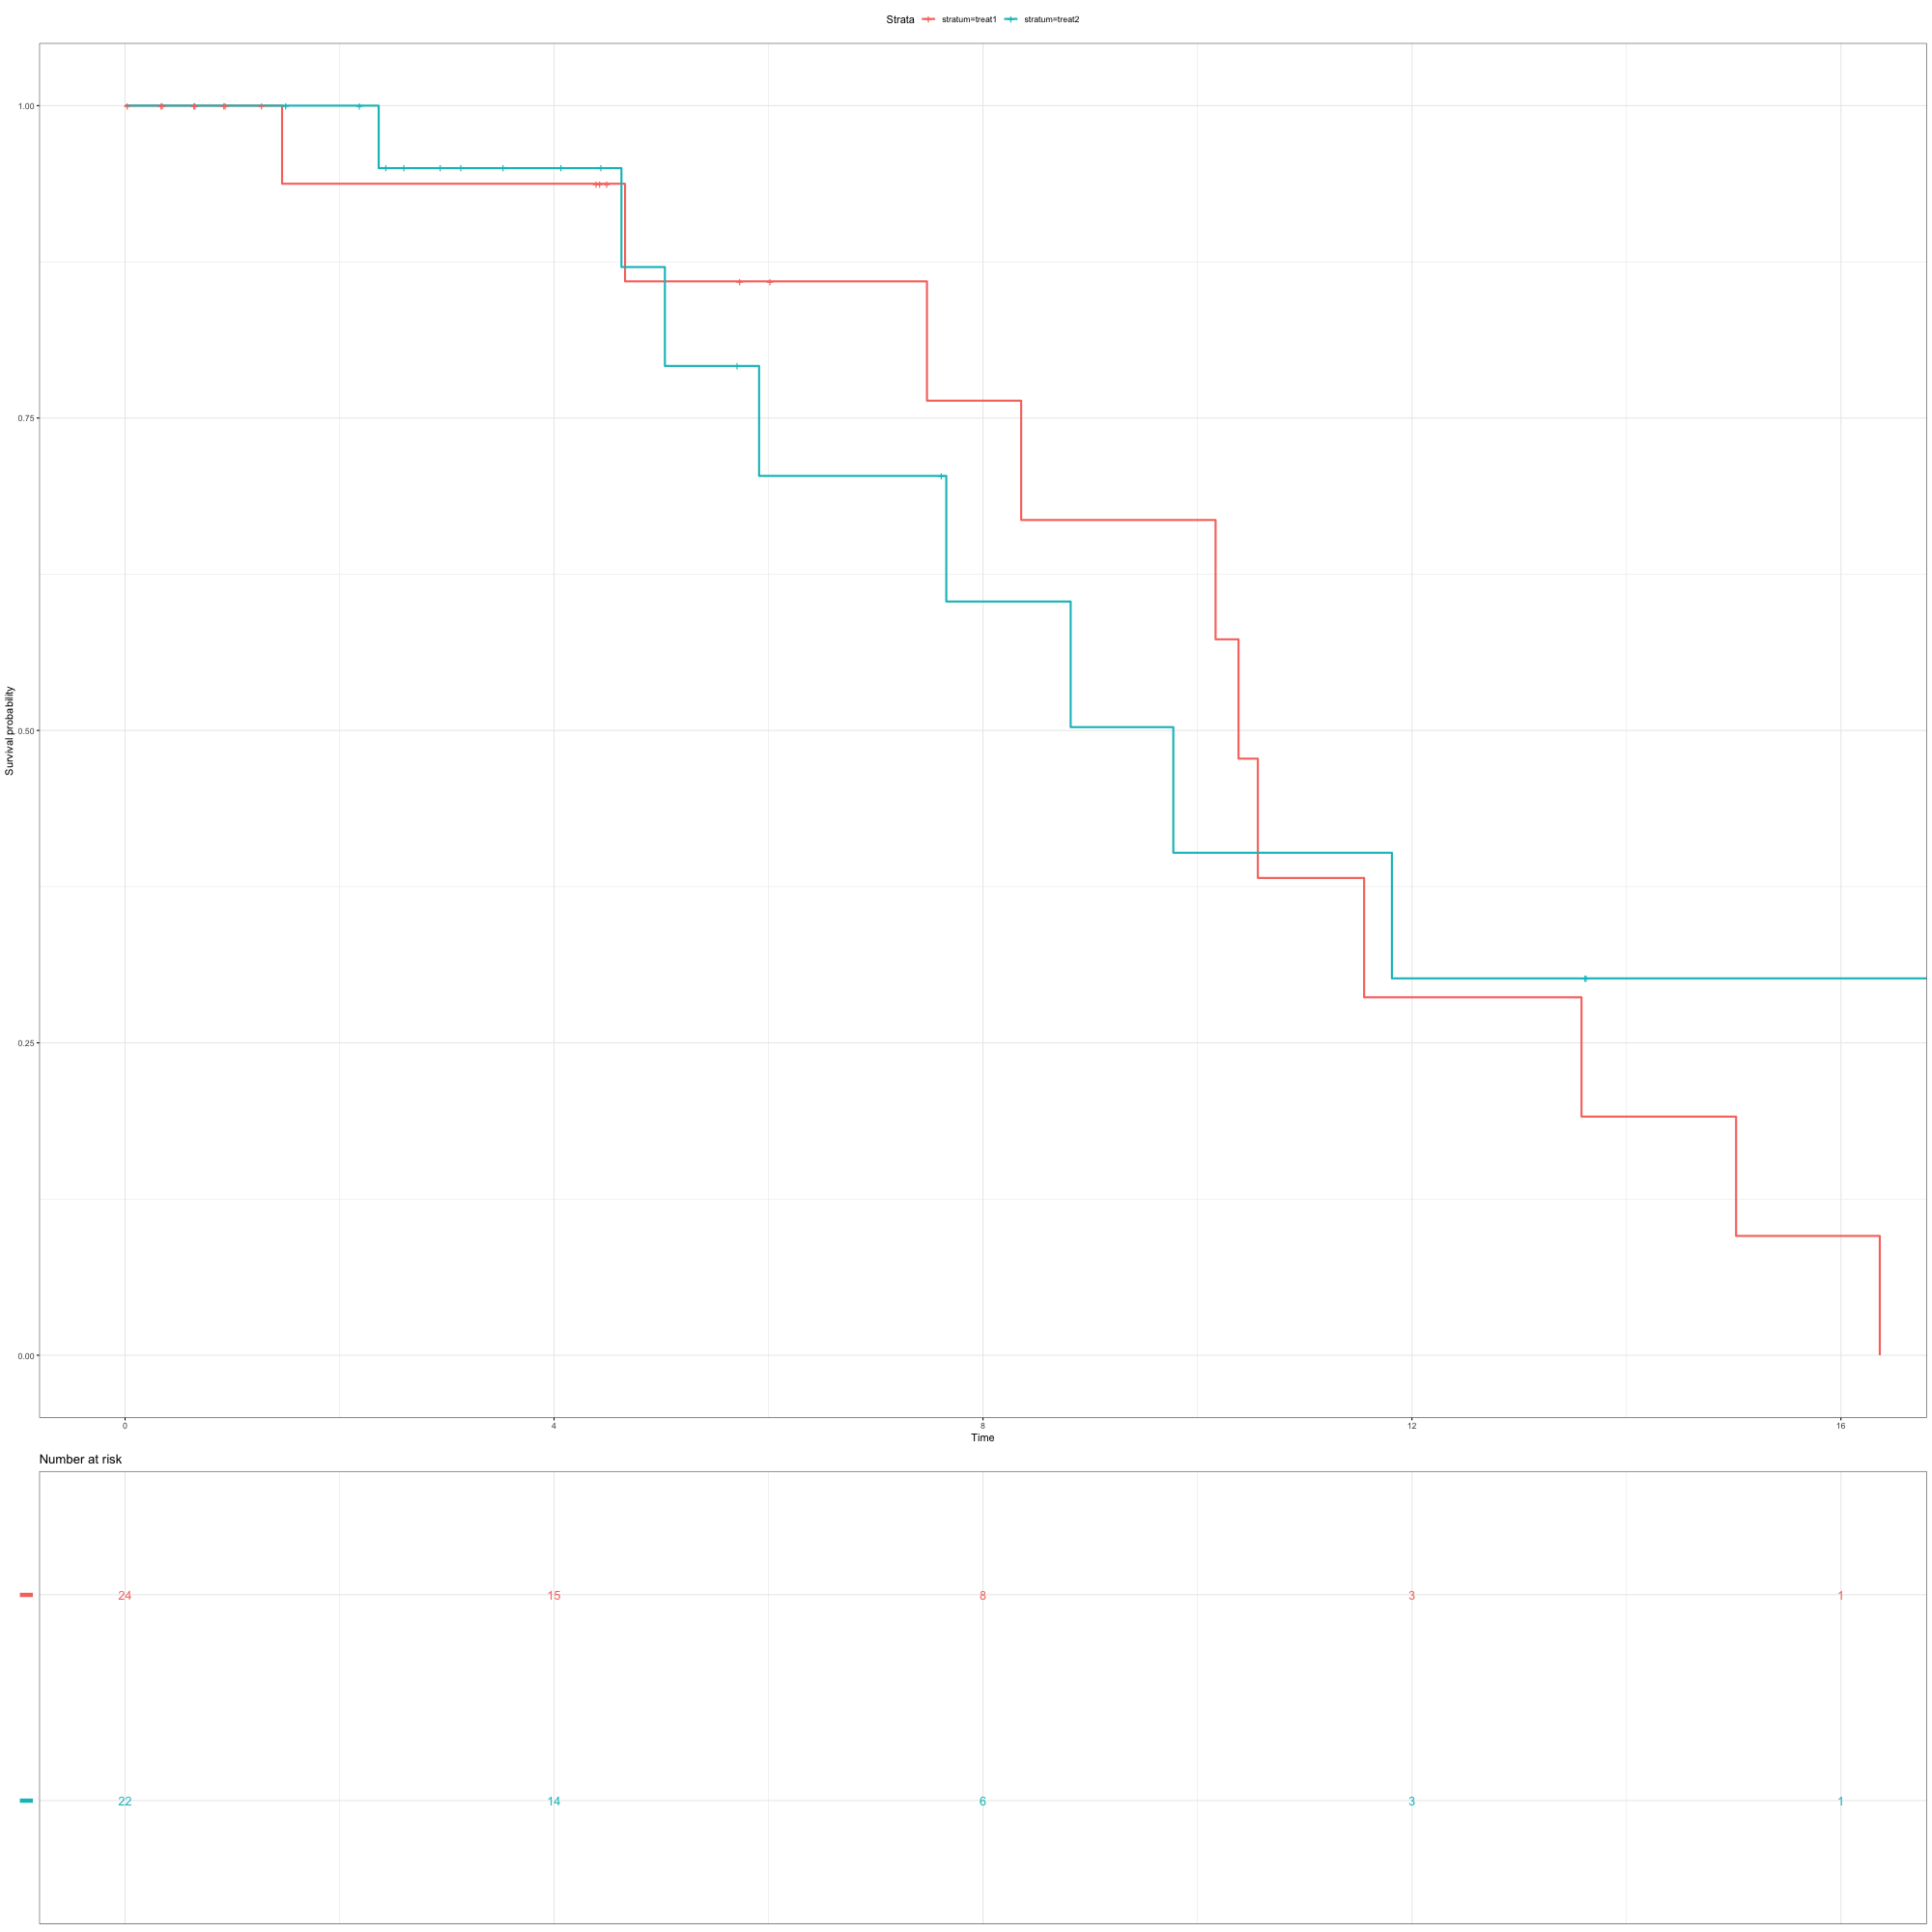 Strata stratum=treat1 stratum=treat2
1.00
0.75
0.50
0.25
0.00
Survival probability
0 4 8 12 16
Time
Number at risk
24 15 8 3 1
22 14 6 3 1